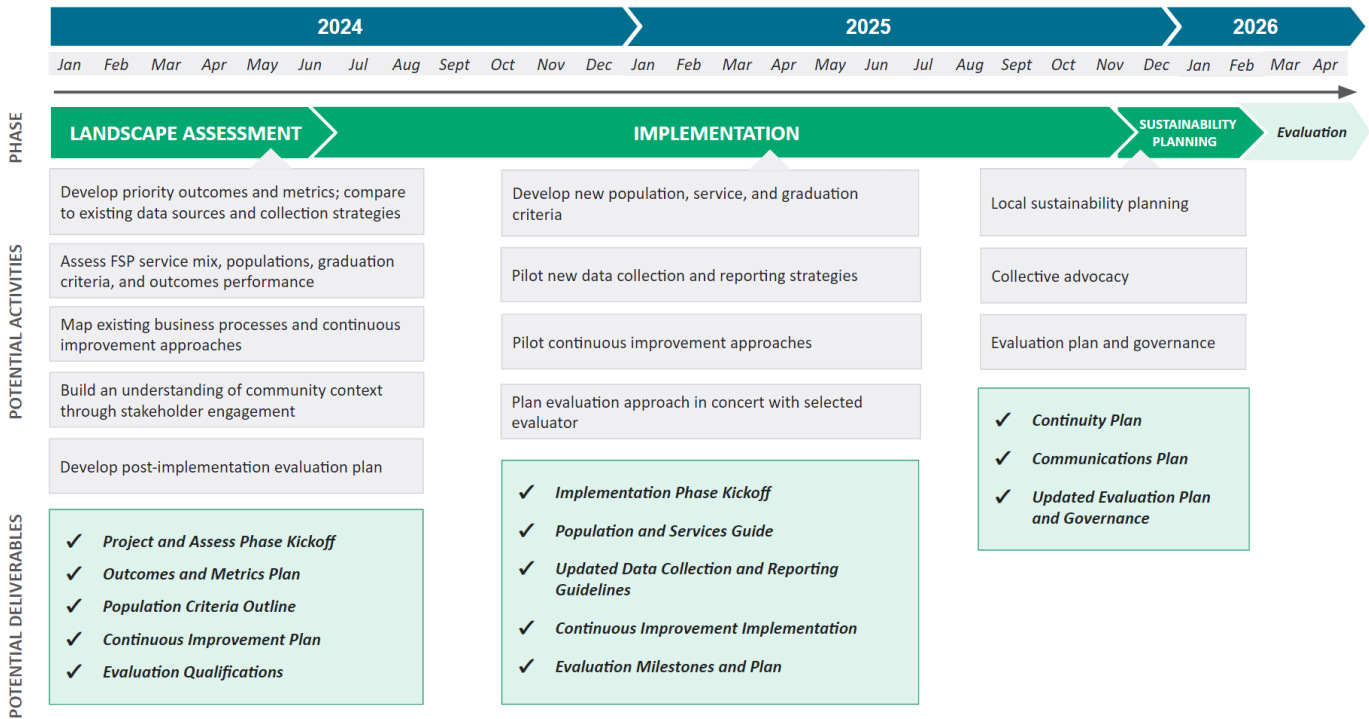 2024
2025
2026
Jan Feb Mar Apr May Jun Jul Aug Sept Oct Nov Dec Jan Feb Mar Apr May Jun Jul Aug Sept Oct Nov Dec Jan Feb Mar Apr
PHASE
LANDSCAPE ASSESSMENT
IMPLEMENTATION
SUSTAINABILITY
PLANNING
Evaluation
POTENTIAL ACTIVITIES
Develop priority outcomes and metrics; compare
to existing data sources and collection strategies
Assess FSP service mix, populations, graduation
criteria, and outcomes performance
Map existing business processes and continuous
improvement approaches
Build an understanding of community context
through stakeholder engagement
Develop post-implementation evaluation plan
Develop new population, service, and graduation
criteria
Pilot new data collection and reporting strategies
Pilot continuous improvement approaches
Plan evaluation approach in concert with selected
evaluator
Local sustainability planning
Collective advocacy
Evaluation plan and governance
POTENTIAL DELIVERABLES
✓ Project and Assess Phase Kickoff
✓ Outcomes and Metrics Plan
✓ Population Criteria Outline
✓ Continuous Improvement Plan
✓ Evaluation Qualifications
✓ Implementation Phase Kickoff
✓ Population and Services Guide
✓ Updated Data Collection and Reporting
Guidelines
✓ Continuous Improvement Implementation
✓ Evaluation Milestones and Plan
✓ Continuity Plan
✓ Communications Plan
✓ Updated Evaluation Plan
and Governance